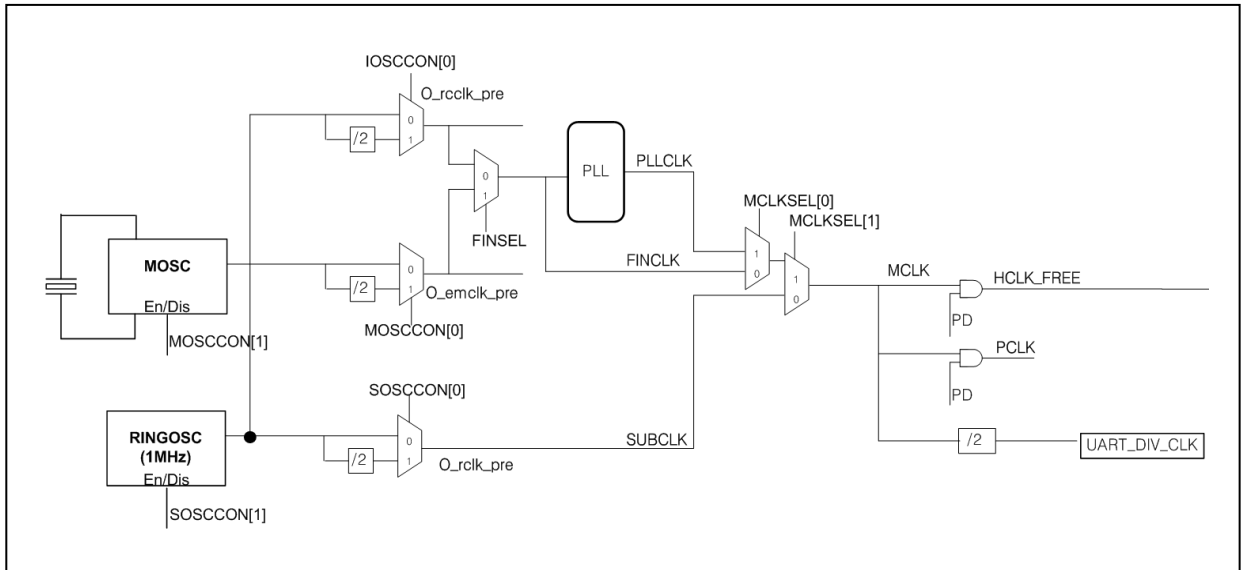 IOSCCON[0]
O_rcclk_pre
0
/2
1
PLL
PLLCLK
0
1
MCLKSEL[0]
MCLKSEL[1]
FINSEL
MOSC
0
FINCLK
1
0
1
0
MCLK
HCLK_FREE
En/Dis
/2
1
O_emclk_pre
MOSCCON[1]
MOSCCON[0]
PD
PCLK
SOSCCON[0]
PD
RINGOSC
(1MHz)
0
SUBCLK
/2
UART_DIV_CLK
/2
1
O_rclk_pre
En/Dis
SOSCCON[1]